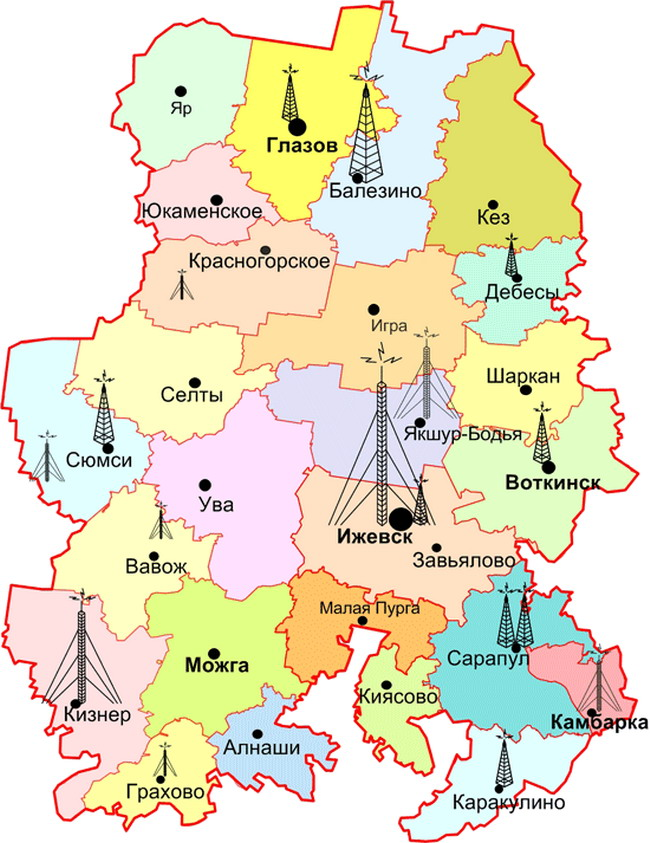 Яр
Глазов
Балезино
Юкаменское
Кез
Красногорское
Дебесы
Игра
Шаркан
Селты
Якшур-Бодья
Сюмси
Воткинск
Ува
Ижевск
Завьялово
Вавож
Малая Пурга
Сарапул
Можга
Киясово
Кизнер
Камбарка
Алнаши
Грахово
Каракулино